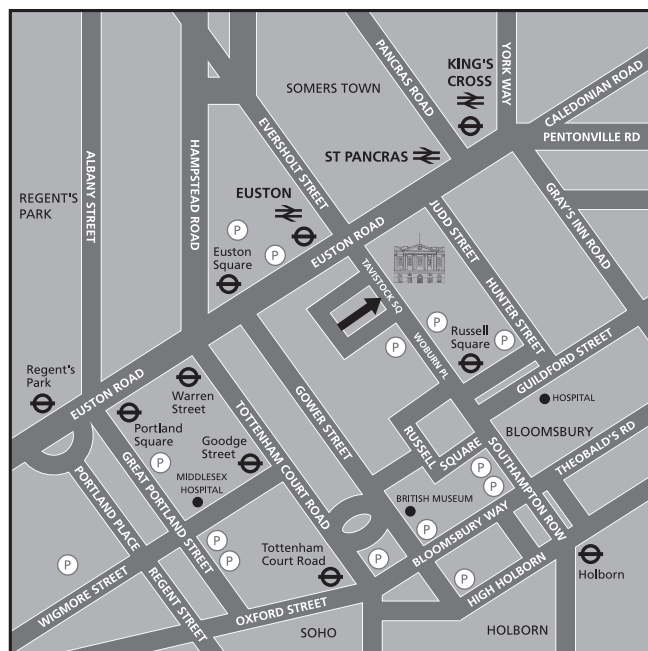 KING'S
CROSS
YORK WAY
CALEDONIAN ROAD
PANCRAS ROAD
SOMERS TOWN
PENTONVILLE RD
EVERSHOLT STREET
ST PANCRAS
HAMPSTEAD ROAD
ALBANY STREET
REGENT'S
PARK
EUSTON
GRAY'S INN ROAD
JUDD STREET
EUSTON ROAD
P
P
Euston
Square
TAVISTOCK SQ
HUNTER STREET
P
P
P
Russell
Square
WOBURN PL
GUILDFORD STREET
Regent's
Park
EUSTON ROAD
Warren
Street
GOWER STREET
HOSPITAL
Portland
Square
TOTTENHAM COURT ROAD
Goodge
Street
RUSSELL
SQUARE
BLOOMSBURY
THEOBALD'S RD
SOUTHAMPTON ROW
P
P
P
GREAT PORTLAND STREET
MIDDLESEX
HOSPITAL
PORTLAND PLACE
BRITISH MUSEUM
P
BLOOMSBURY WAY
P
P
P
P
P
Tottenham
Court Road
Holborn
WIGMORE STREET
REGENT STREET
OXFORD STREET
HIGH HOLBORN
SOHO
HOLBORN